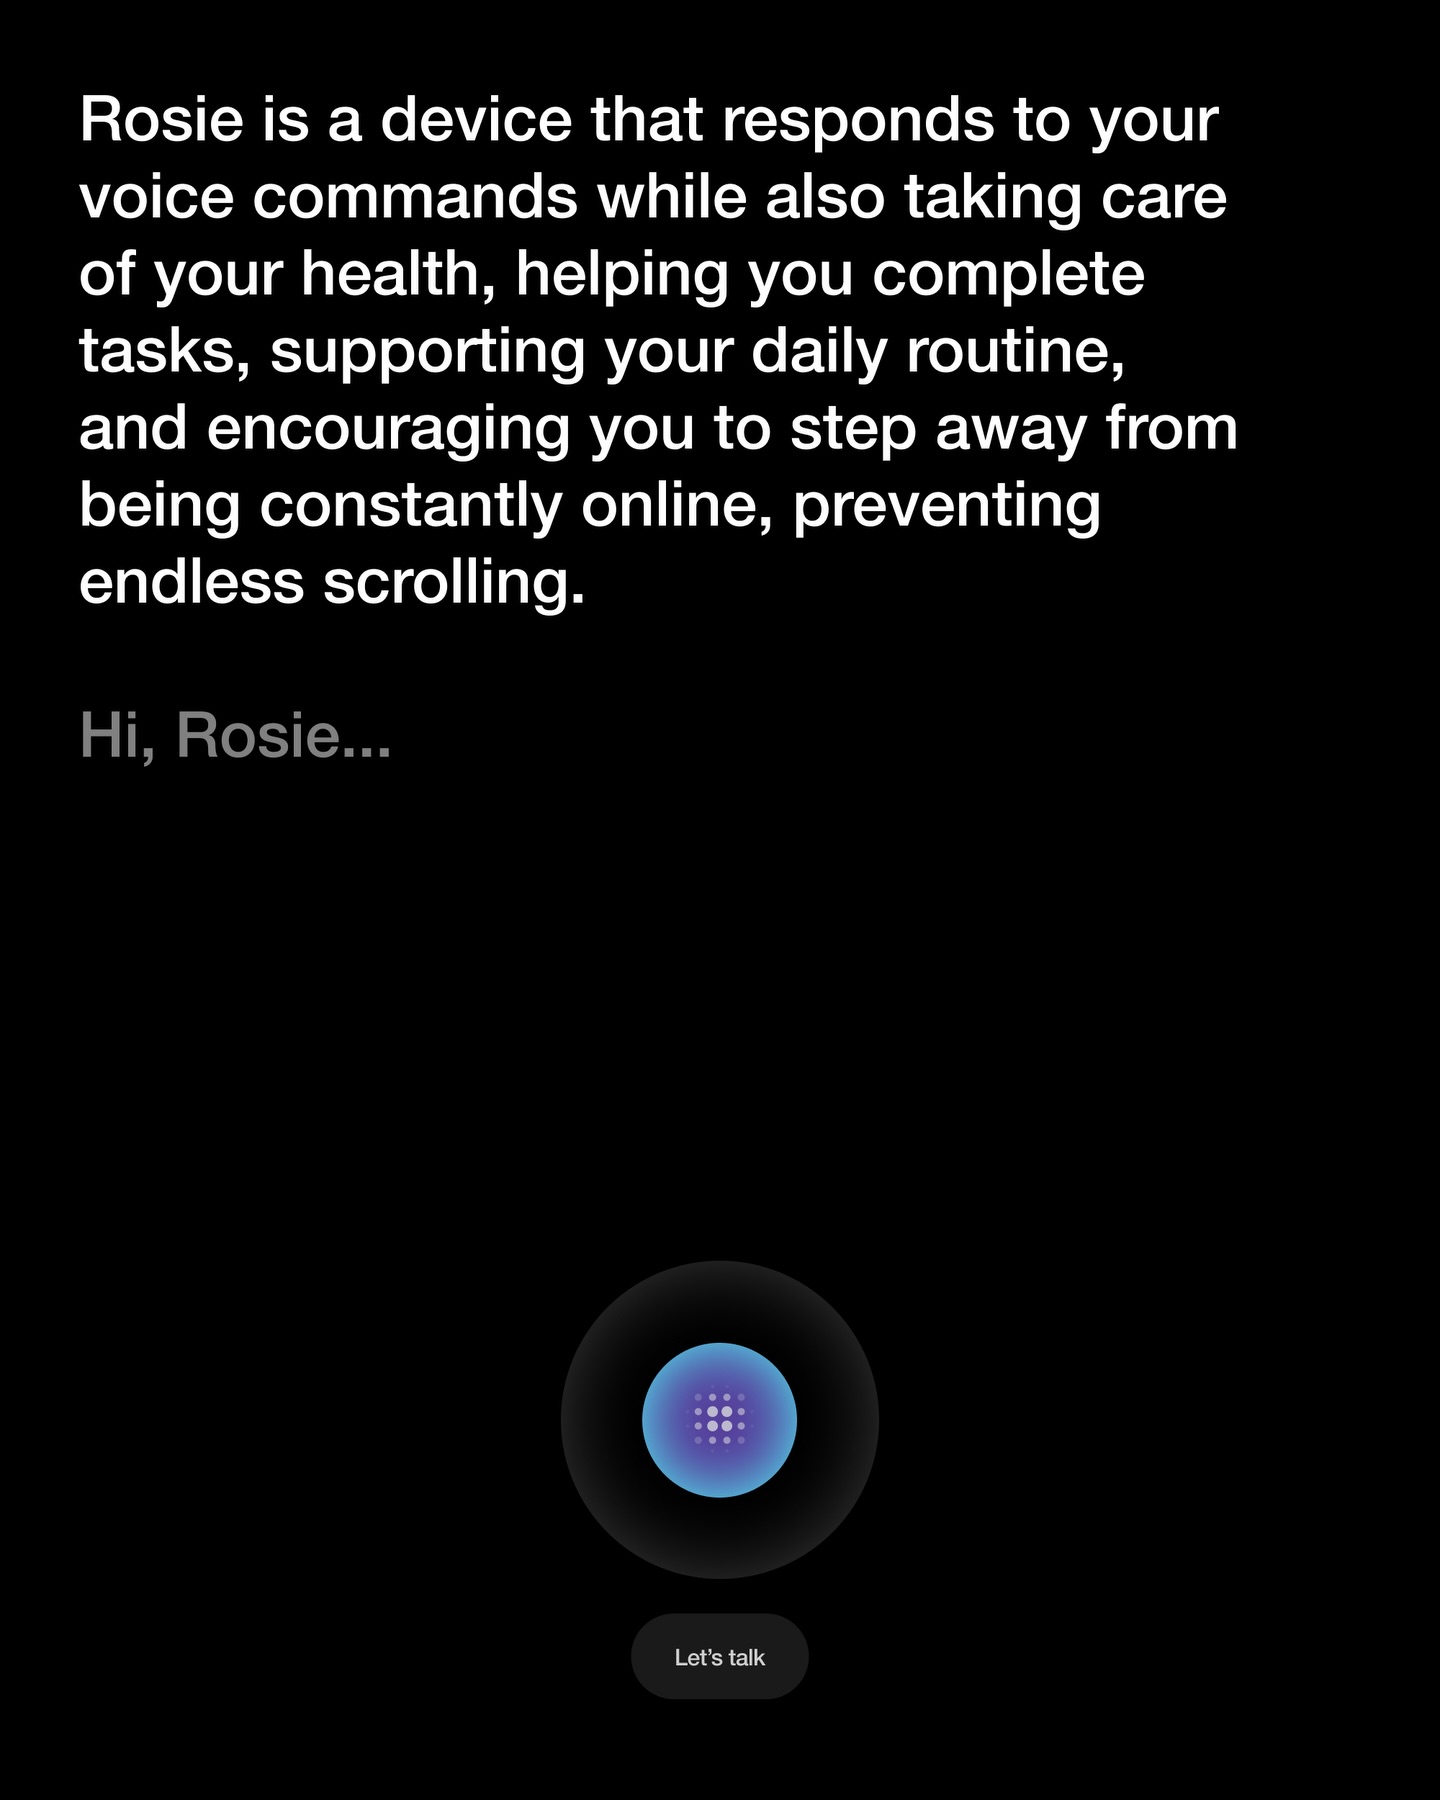 Rosie is a device that responds to your
voice commands while also taking care
of your health, helping you complete
tasks, supporting your daily routine,
and encouraging you to step away from
being constantly online, preventing
endless scrolling.
Hi, Rosie...
Let’s talk